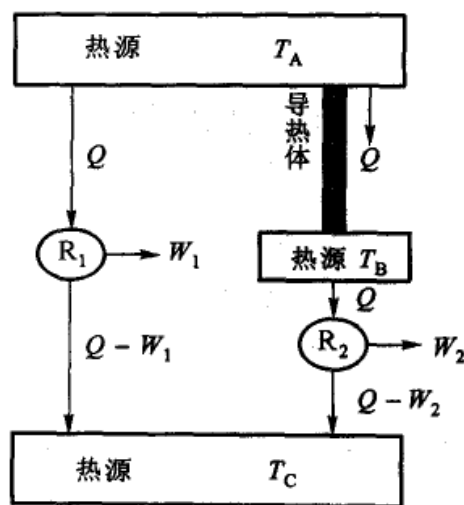 热源 T_A
导热体
Q
Q
R_1
W_1
热源 T_B
Q
Q - W_1
R_2
W_2
Q - W_2
热源 T_C